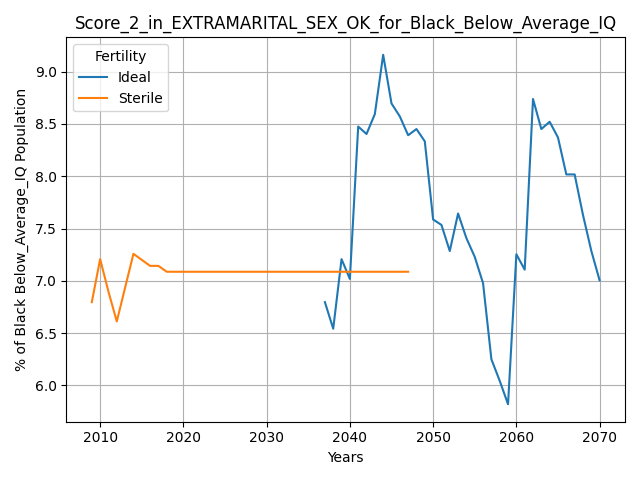 Score_2_in_EXTRAMARITAL_SEX_OK_for_Black_Below_Average_IQ
Fertility
Ideal
Sterile
% of Black Below_Average_IQ Population
9.0
8.5
8.0
7.5
7.0
6.5
6.0
2010 2020 2030 2040 2050 2060 2070
Years